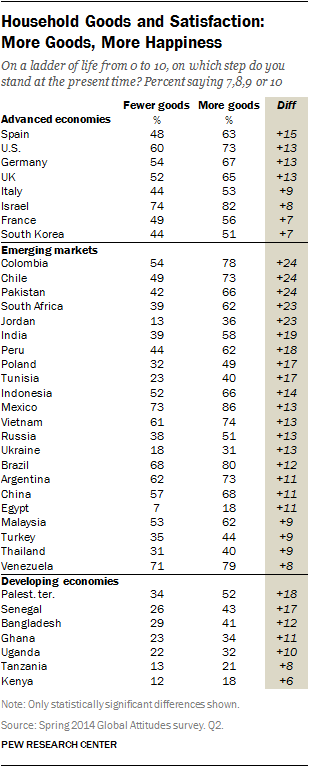 Household Goods and Satisfaction:
More Goods, More Happiness
On a ladder of life from 0 to 10, on which step do you
stand at the present time? Percent saying 7,8,9 or 10
Fewer goods More goods Diff
Advanced economies % %
Spain 48 63 +15
U.S. 60 73 +13
Germany 54 67 +13
UK 52 65 +13
Italy 44 53 +9
Israel 74 82 +8
France 49 56 +7
South Korea 44 51 +7
Emerging markets
Colombia 54 78 +24
Chile 49 73 +24
Pakistan 42 66 +24
South Africa 39 62 +23
Jordan 13 36 +23
India 39 58 +19
Peru 44 62 +18
Poland 32 49 +17
Tunisia 23 40 +17
Indonesia 52 66 +14
Mexico 73 86 +13
Vietnam 61 74 +13
Russia 38 51 +13
Ukraine 18 31 +13
Brazil 68 80 +12
Argentina 62 73 +11
China 57 68 +11
Egypt 7 18 +11
Malaysia 53 62 +9
Turkey 35 44 +9
Thailand 31 40 +9
Venezuela 71 79 +8
Developing economies
Palest. ter. 34 52 +18
Senegal 26 43 +17
Bangladesh 29 41 +12
Ghana 23 34 +11
Uganda 22 32 +10
Tanzania 13 21 +8
Kenya 12 18 +6
Note: Only statistically significant differences shown.
Source: Spring 2014 Global Attitudes survey. Q2.
PEW RESEARCH CENTER